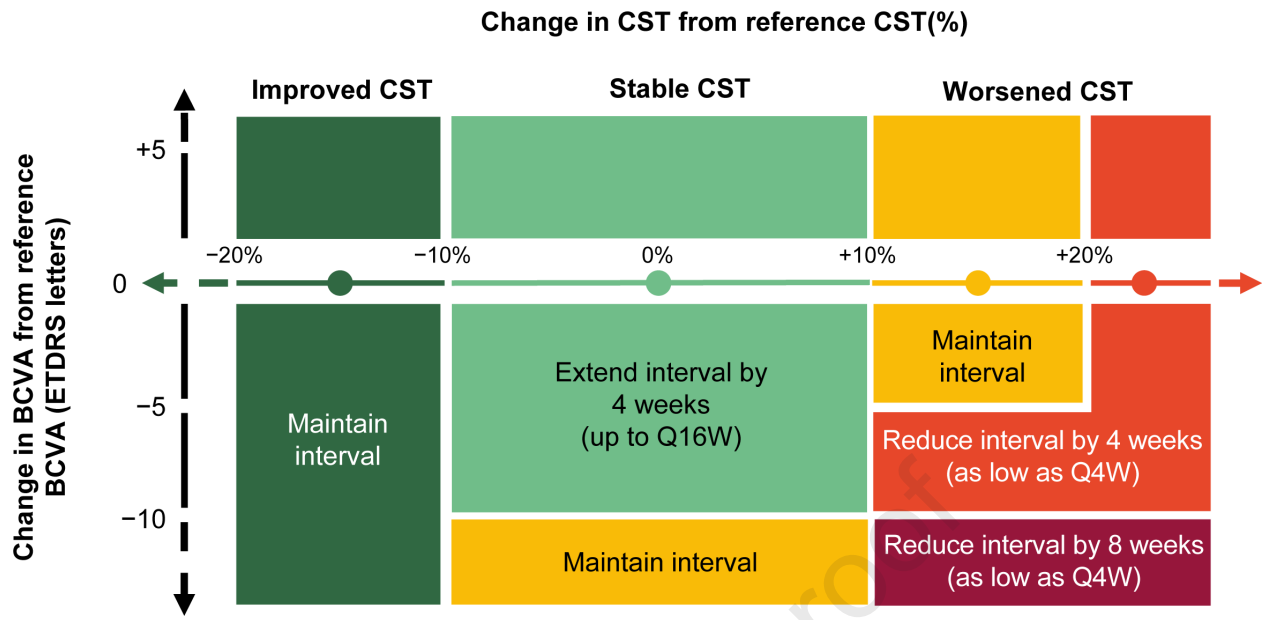 Change in CST from reference CST(%)
Improved CST
Stable CST
Worsened CST
Change in BCVA from reference
BCVA (ETDRS letters)
+5
−20%
−10%
0%
+10%
+20%
0
Maintain
interval
Extend interval by
4 weeks
(up to Q16W)
Maintain
interval
−5
Reduce interval by 4 weeks
(as low as Q4W)
−10
Maintain interval
Reduce interval by 8 weeks
(as low as Q4W)
roof